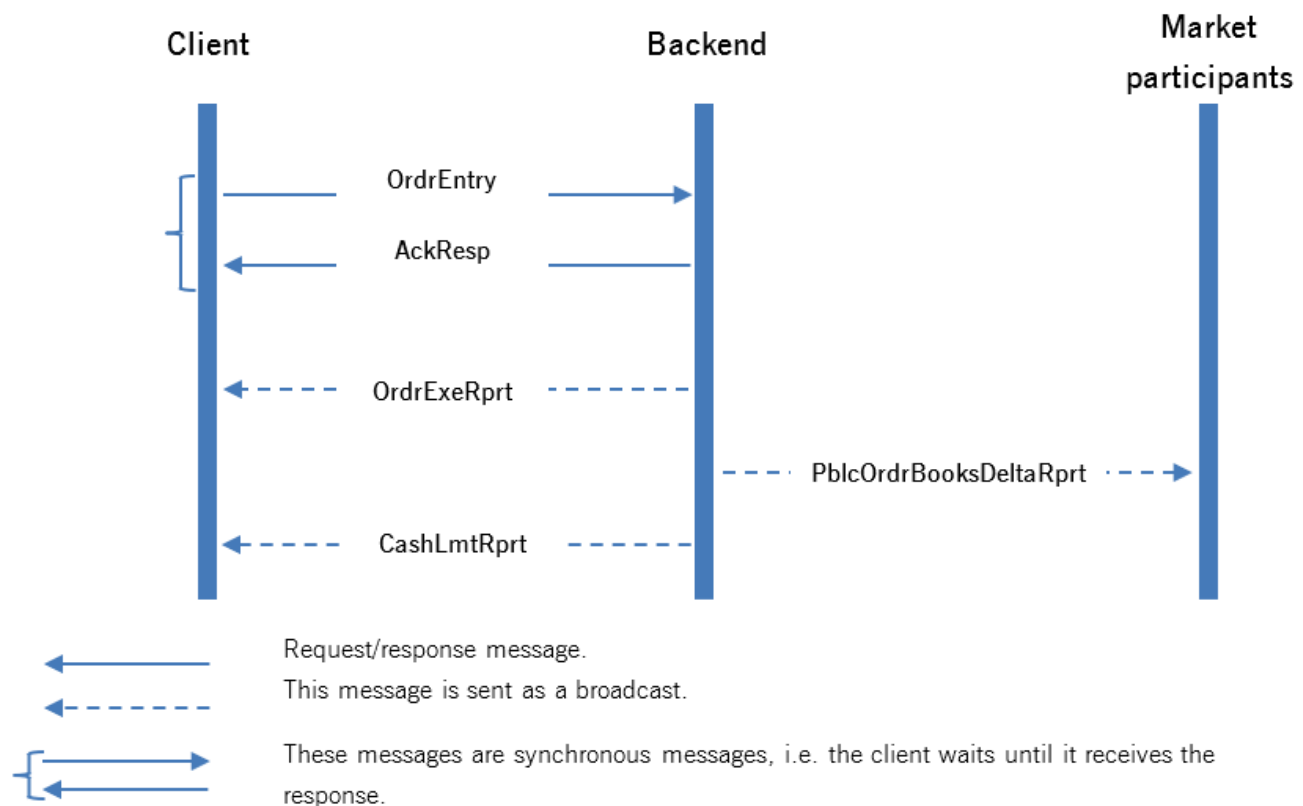 Client
Backend
Market
participants
OrdrEntry
AckResp
OrdrExeRprt
PblcOrdrBooksDeltaRprt
CashLmtRprt
Request/response message.
This message is sent as a broadcast.
These messages are synchronous messages, i.e. the client waits until it receives the
response.